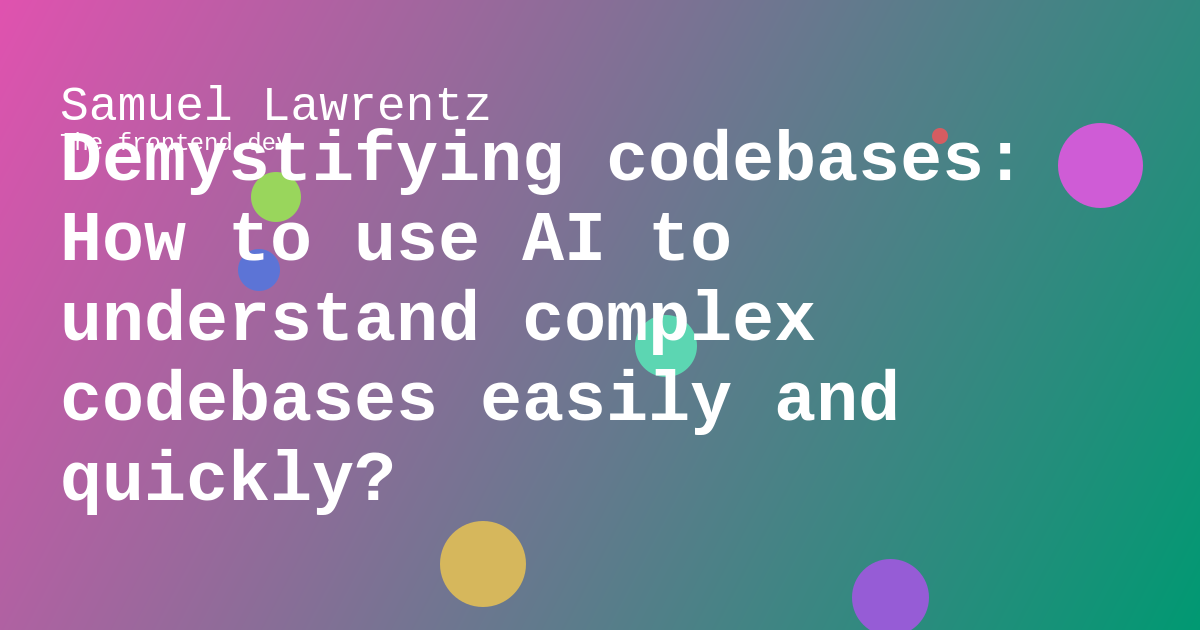 Samuel Lawrentz
The frontend dev
Demystifying codebases:
How to use AI to
understand complex
codebases easily and
quickly?